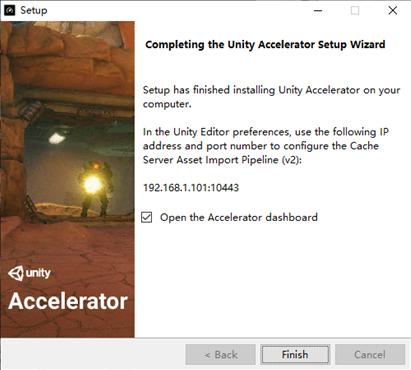 Setup
Completing the Unity Accelerator Setup Wizard
Setup has finished installing Unity Accelerator on your
computer.
In the Unity Editor preferences, use the following IP
address and port number to configure the Cache
Server Asset Import Pipeline (v2):
192.168.1.101:10443
Open the Accelerator dashboard
unity
Accelerator
< Back
Finish
Cancel